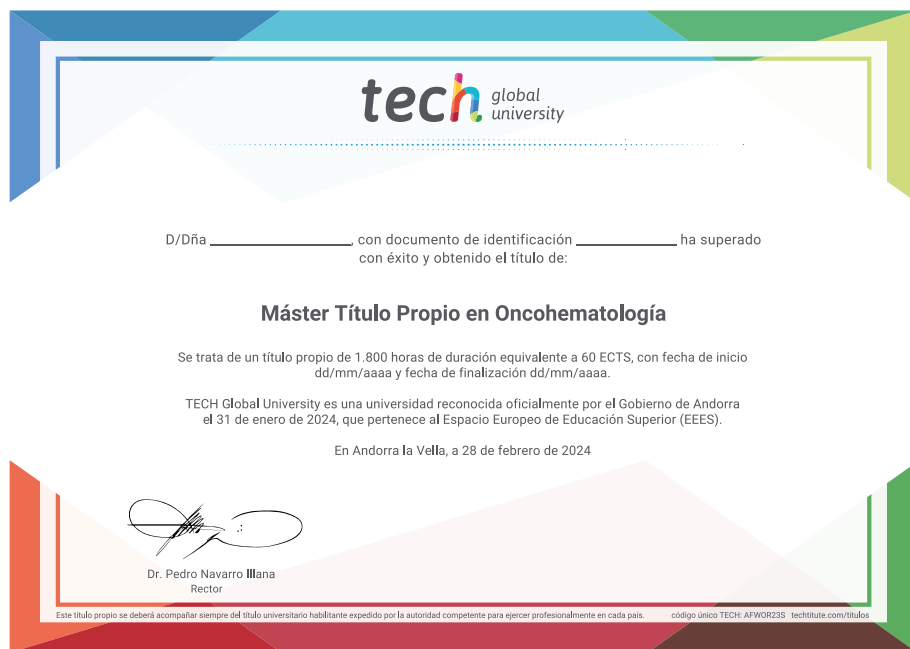 tech global university
D/Dña ________________, con documento de identificación ____________ ha superado
con éxito y obtenido el título de:
Máster Título Propio en Oncohematología
Se trata de un título propio de 1.800 horas de duración equivalente a 60 ECTS, con fecha de inicio
dd/mm/aaaa y fecha de finalización dd/mm/aaaa.
TECH Global University es una universidad reconocida oficialmente por el Gobierno de Andorra
el 31 de enero de 2024, que pertenece al Espacio Europeo de Educación Superior (EEES).
En Andorra la Vella, a 28 de febrero de 2024
Dr. Pedro Navarro Illana
Rector
Este título propio se deberá acompañar siempre del título universitario habilitante expedido por la autoridad competente para ejercer profesionalmente en cada país. código único TECH: AFWOR23S techtitute.com/titulos